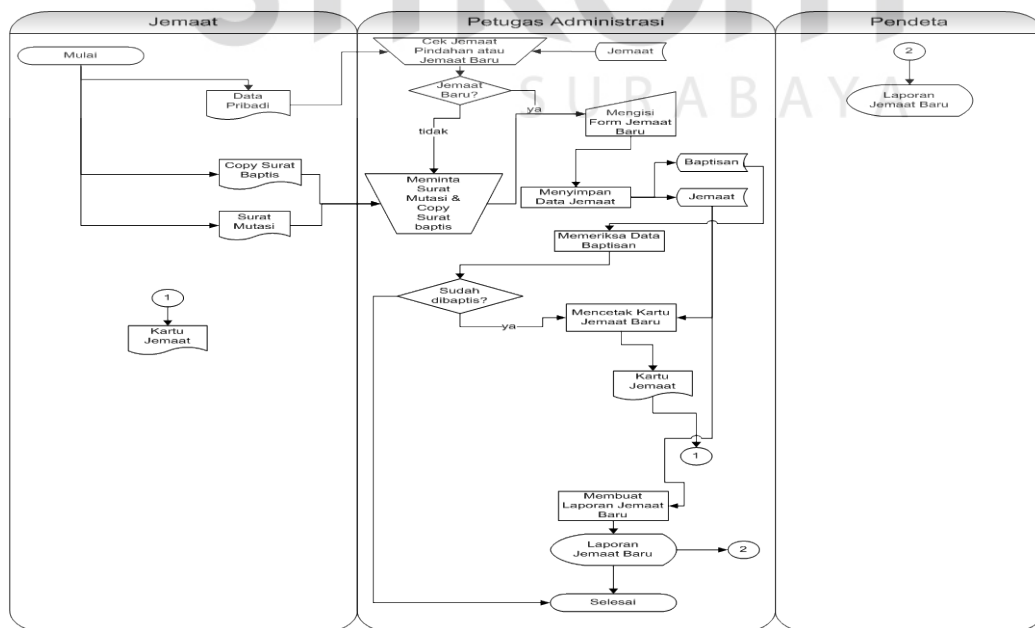 Jemaat
Petugas Administrasi
Pendeta
SURABAYA
Mulai
Data
Pribadi
Copy Surat
Baptis
Surat
Mutasi
1
Kartu
Jemaat
Cek Jemaat
Pindahan atau
Jemaat Baru
Jemaat
Jemaat
Baru?
ya
tidak
Mengisi
Form Jemaat
Baru
Meminta
Surat
Mutasi &
Copy
Surat
baptis
Menyimpan
Data Jemaat
Baptisan
Jemaat
Memeriksa Data
Baptisan
Sudah
dibaptis?
ya
Mencetak Kartu
Jemaat Baru
Kartu
Jemaat
1
Membuat
Laporan Jemaat
Baru
Laporan
Jemaat Baru
2
Selesai
2
Laporan
Jemaat Baru